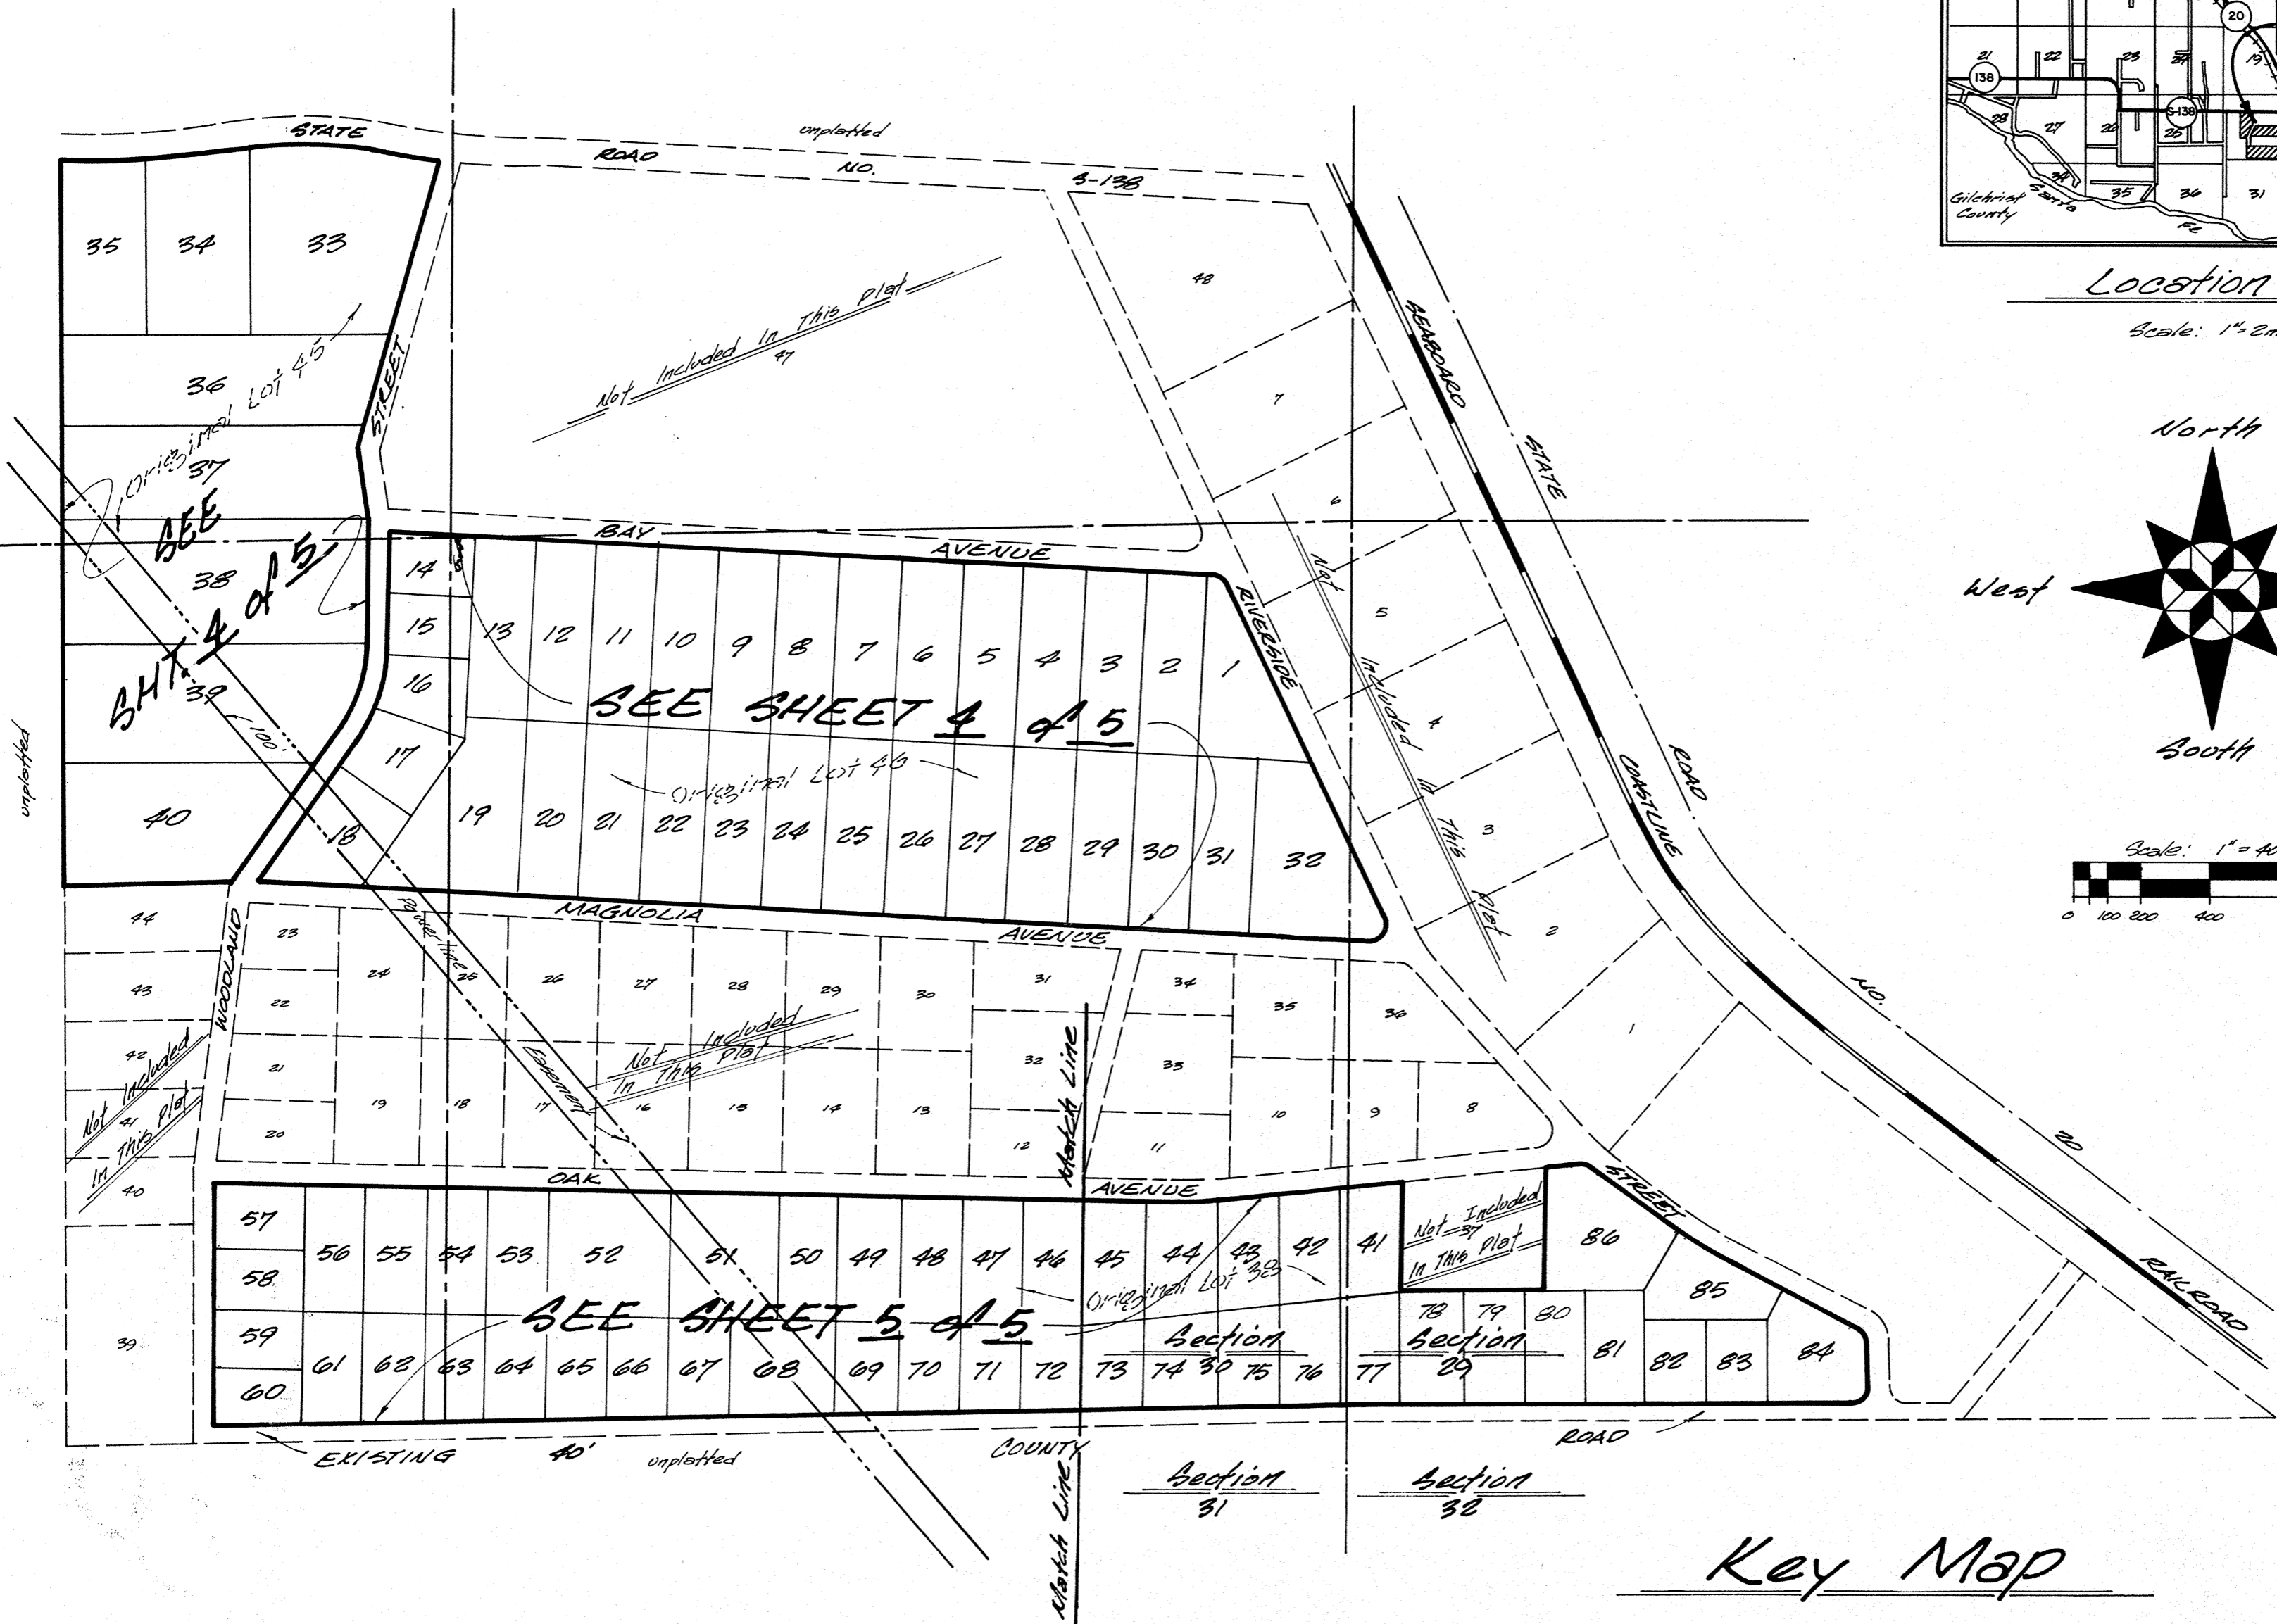 20
21
22
23
24
19
138
S-138
28
27
26
25
34
35
36
31
Gilchrist
County
Santa
Fe
Location
Scale: 1"=2m
North
West
South
Scale: 1" = 40
0 100 200 400
STATE
ROAD
NO.
S-138
unplatted
35
34
33
36
Original Lot 45
37
SEE
SHT. 4 of 5
38
39
100'
40
unplatted
STREET
Not Included In This Plat
47
48
7
6
5
4
3
2
1
Not Included In This Plat
SEABOARD
COASTLINE
RAILROAD
STATE
ROAD
NO.
20
BAY
AVENUE
RIVERSIDE
STREET
14
15
16
17
18
13
12
11
10
9
8
7
6
5
4
3
2
1
SEE SHEET 4 of 5
Original Lot 46
19
20
21
22
23
24
25
26
27
28
29
30
31
32
MAGNOLIA
AVENUE
WOODLAND
44
43
42
Not Included
41
In This Plat
40
39
23
22
21
20
24
25
26
27
28
29
30
31
32
34
33
35
36
Powerline
Easement
Not Included
In This Plat
19
18
17
16
15
14
13
12
11
10
9
8
Match Line
OAK
AVENUE
57
58
59
60
56
55
54
53
52
51
50
49
48
47
46
45
44
43
42
41
Not Included
37
In This Plat
86
85
84
Original Lot 38
SEE SHEET 5 of 5
Section
30
Section
29
78
79
80
81
82
83
61
62
63
64
65
66
67
68
69
70
71
72
73
74
75
76
77
EXISTING 40' COUNTY ROAD
unplatted
Match Line
Section
31
Section
32
Key Map